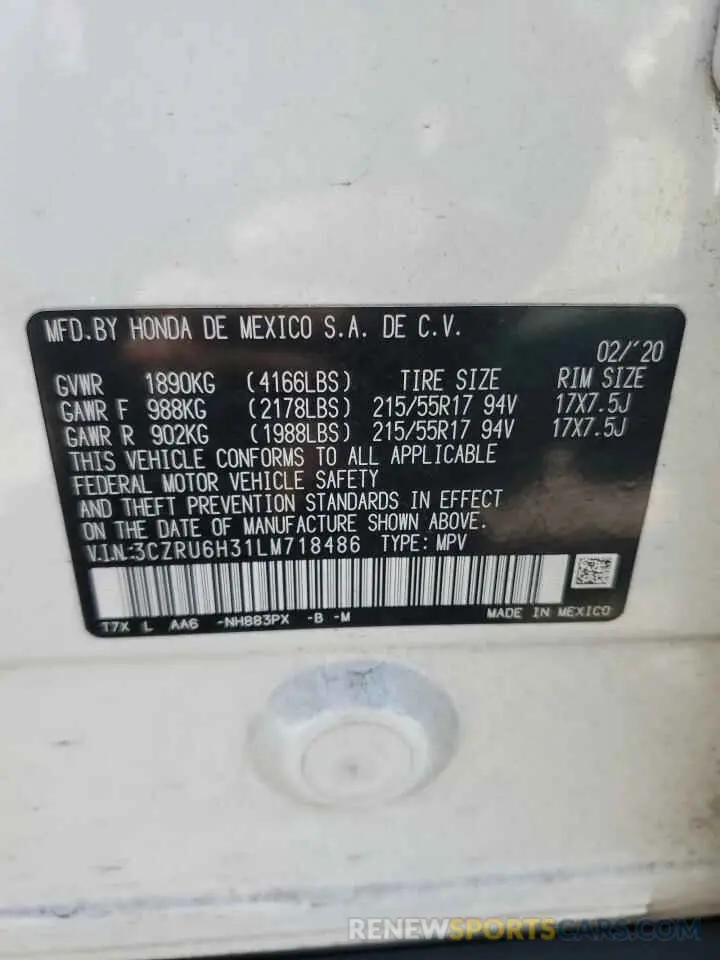 MFD.BY HONDA DE MEXICO S.A. DE C.V.
02/'20
GVWR 1890KG (4166LBS) TIRE SIZE RIM SIZE
GAWR F 988KG (2178LBS) 215/55R17 94V 17X7.5J
GAWR R 902KG (1988LBS) 215/55R17 94V 17X7.5J
THIS VEHICLE CONFORMS TO ALL APPLICABLE
FEDERAL MOTOR VEHICLE SAFETY
AND THEFT PREVENTION STANDARDS IN EFFECT
ON THE DATE OF MANUFACTURE SHOWN ABOVE.
V.I.N.:3CZRU6H31LM718486 TYPE: MPV
T7X L AA6 -NH883PX -B -M MADE IN MEXICO
RENEWSPORTSCAR.COM